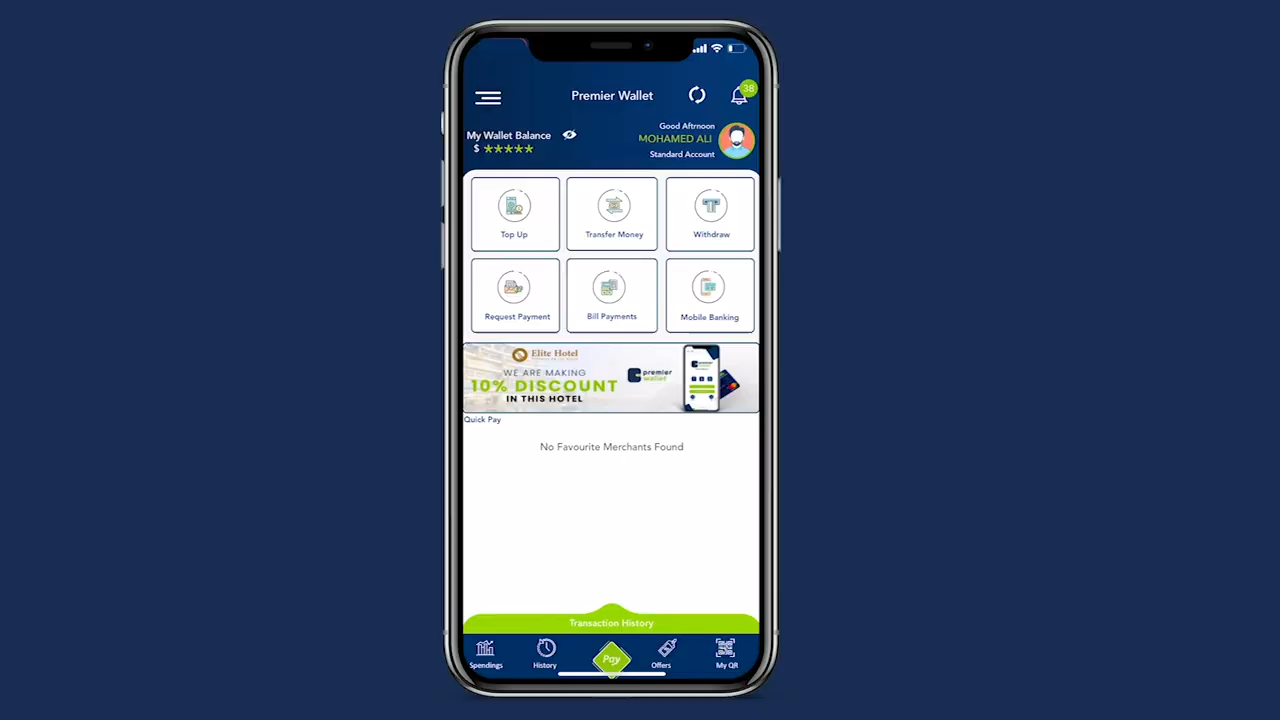 Premier Wallet
38
My Wallet Balance
$ *****
Good Aftrnoon
MOHAMED ALI
Standard Account
Top Up
Transfer Money
Withdraw
Request Payment
Bill Payments
Mobile Banking
Elite Hotel
WE ARE MAKING
10% DISCOUNT
IN THIS HOTEL
premier
wallet
Quick Pay
No Favourite Merchants Found
Transaction History
Spendings
History
Pay
Offers
My QR